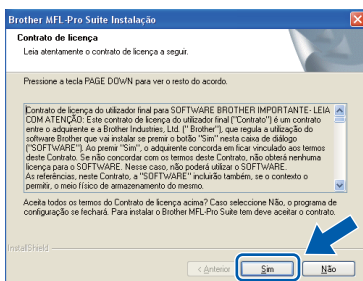 Brother MFL-Pro Suite Instalação
Contrato de licença
Leia atentamente o contrato de licença a seguir.
Pressione a tecla PAGE DOWN para ver o resto do acordo.
Contrato de licença do utilizador final para SOFTWARE BROTHER IMPORTANTE- LEIA
COM ATENÇÃO: Este contrato de licença do utilizador final ("Contrato") é um contrato
entre o adquirente e a Brother Industries, Ltd. (" Brother"), que regula a utilização do
software Brother que vai instalar se premir o botão "Sim" nesta caixa de diálogo
("SOFTWARE"). Ao premir "Sim", o adquirente concorda em ficar vinculado aos termos
deste Contrato. Se não concordar com os termos deste Contrato, não obterá nenhuma
licença para o SOFTWARE. Nesse caso, não poderá utilizar o SOFTWARE.
As referências, neste Contrato, a "SOFTWARE" incluirão também, se o contexto o
permitir, o meio físico de armazenamento do mesmo.
Aceita todos os termos do Contrato de licença acima? Caso seleccione Não, o programa de
configuração se fechará. Para instalar o Brother MFL-Pro Suite tem deve aceitar o contrato.
InstallShield
< Anterior
Sim
Não